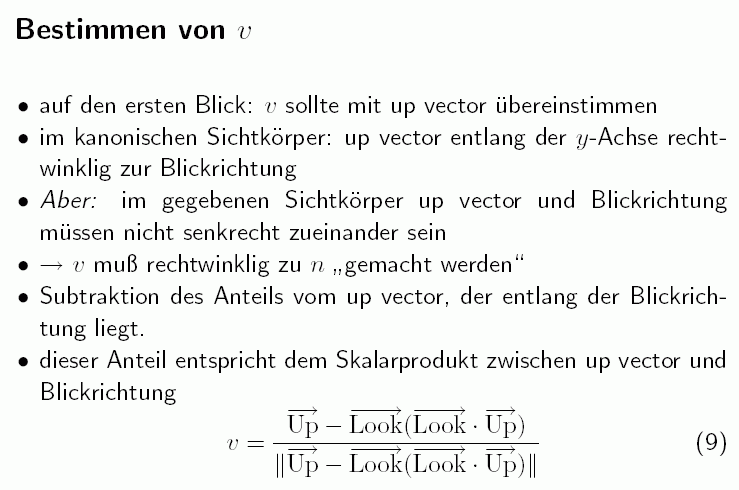 Bestimmen von v
• auf den ersten Blick: v sollte mit up vector übereinstimmen
• im kanonischen Sichtkörper: up vector entlang der y-Achse recht-
winklig zur Blickrichtung
• Aber: im gegebenen Sichtkörper up vector und Blickrichtung
müssen nicht senkrecht zueinander sein
• → v muß rechtwinklig zu n „gemacht werden“
• Subtraktion des Anteils vom up vector, der entlang der Blickrich-
tung liegt.
• dieser Anteil entspricht dem Skalarprodukt zwischen up vector und
Blickrichtung
$v = \frac{\overrightarrow{\mathrm{Up}} - \overrightarrow{\mathrm{Look}}(\overrightarrow{\mathrm{Look}} \cdot \overrightarrow{\mathrm{Up}})}{\|\overrightarrow{\mathrm{Up}} - \overrightarrow{\mathrm{Look}}(\overrightarrow{\mathrm{Look}} \cdot \overrightarrow{\mathrm{Up}})\|}$ (9)